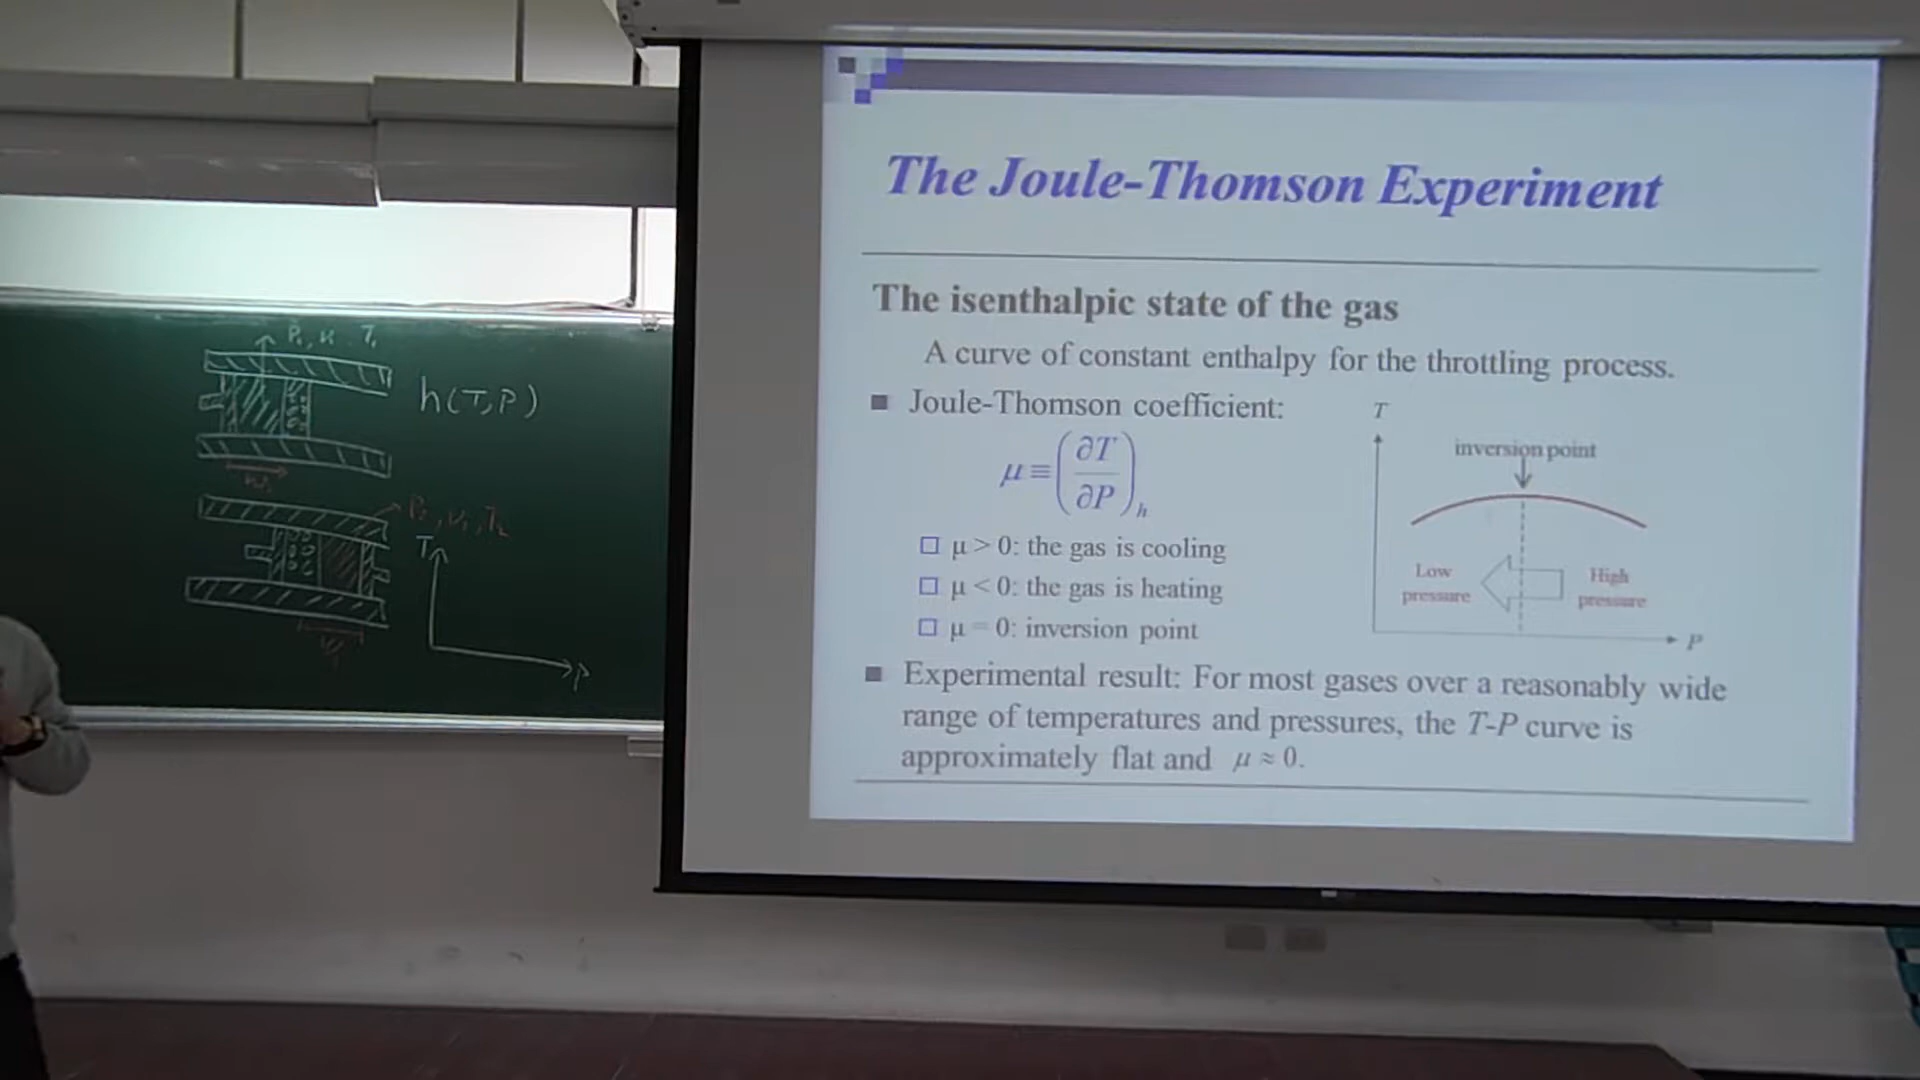 P₁, V₁, T₁
h(T,P)
T
P
The Joule-Thomson Experiment
The isenthalpic state of the gas
A curve of constant enthalpy for the throttling process.
■ Joule-Thomson coefficient:
μ ≡ (∂T/∂P)ₕ
□ μ > 0: the gas is cooling
□ μ < 0: the gas is heating
□ μ = 0: inversion point
T
inversion point
Low pressure
High pressure
P
■ Experimental result: For most gases over a reasonably wide
range of temperatures and pressures, the T-P curve is
approximately flat and μ ≈ 0.